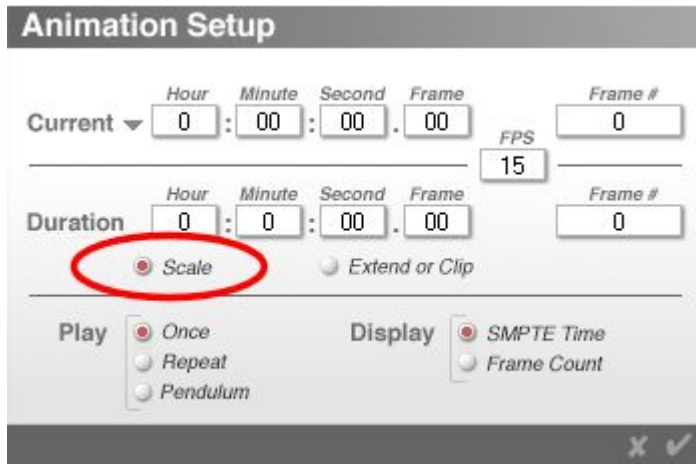 Animation Setup
Hour Minute Second Frame Frame #
Current 0 : 00 : 00 . 00 0
FPS
15
Hour Minute Second Frame Frame #
Duration 0 : 0 : 00 . 00 0
Scale Extend or Clip
Play Once Display SMPTE Time
Repeat Frame Count
Pendulum